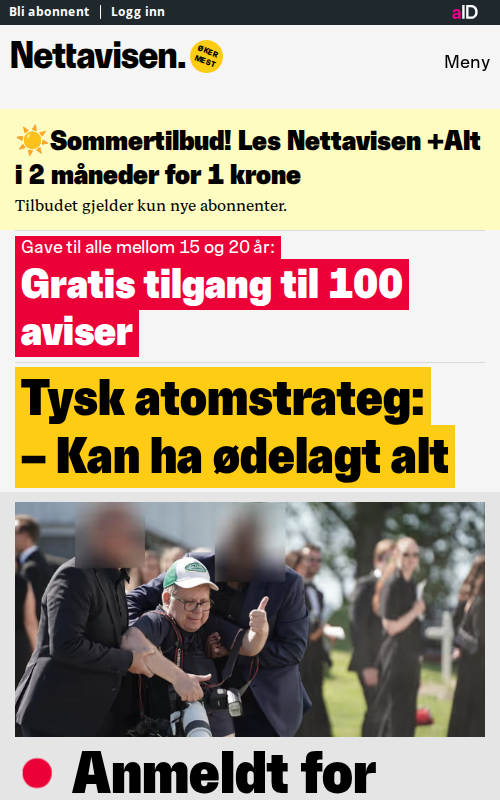 Bli abonnent | Logg inn
aID
Nettavisen.
ØKER
MEST
Meny
☀️Sommertilbud! Les Nettavisen +Alt
i 2 måneder for 1 krone
Tilbudet gjelder kun nye abonnenter.
Gave til alle mellom 15 og 20 år:
Gratis tilgang til 100
aviser
Tysk atomstrateg:
– Kan ha ødelagt alt
Anmeldt for